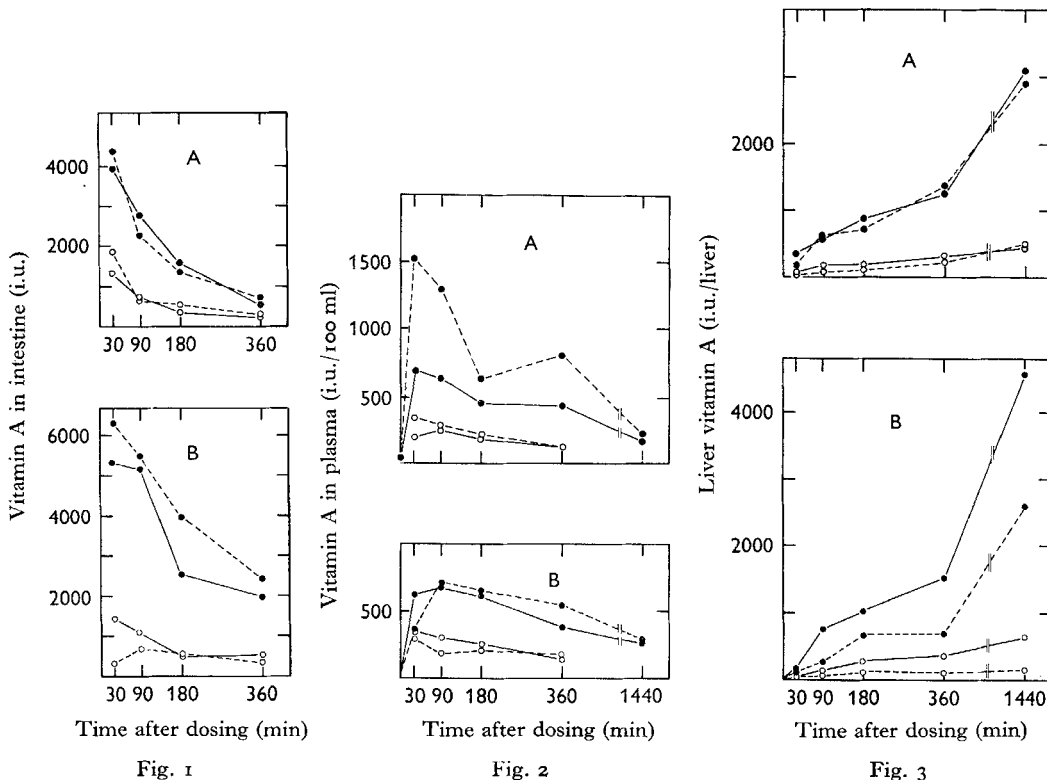 Vitamin A in intestine (i.u.)
A
4000
2000
30 90 180 360
B
6000
4000
2000
30 90 180 360
Time after dosing (min)
Fig. 1
Vitamin A in plasma (i.u./100 ml)
A
1500
1000
500
B
500
30 90 180 360 1440
Time after dosing (min)
Fig. 2
Liver vitamin A (i.u./liver)
A
2000
B
4000
2000
30 90 180 360 1440
Time after dosing (min)
Fig. 3